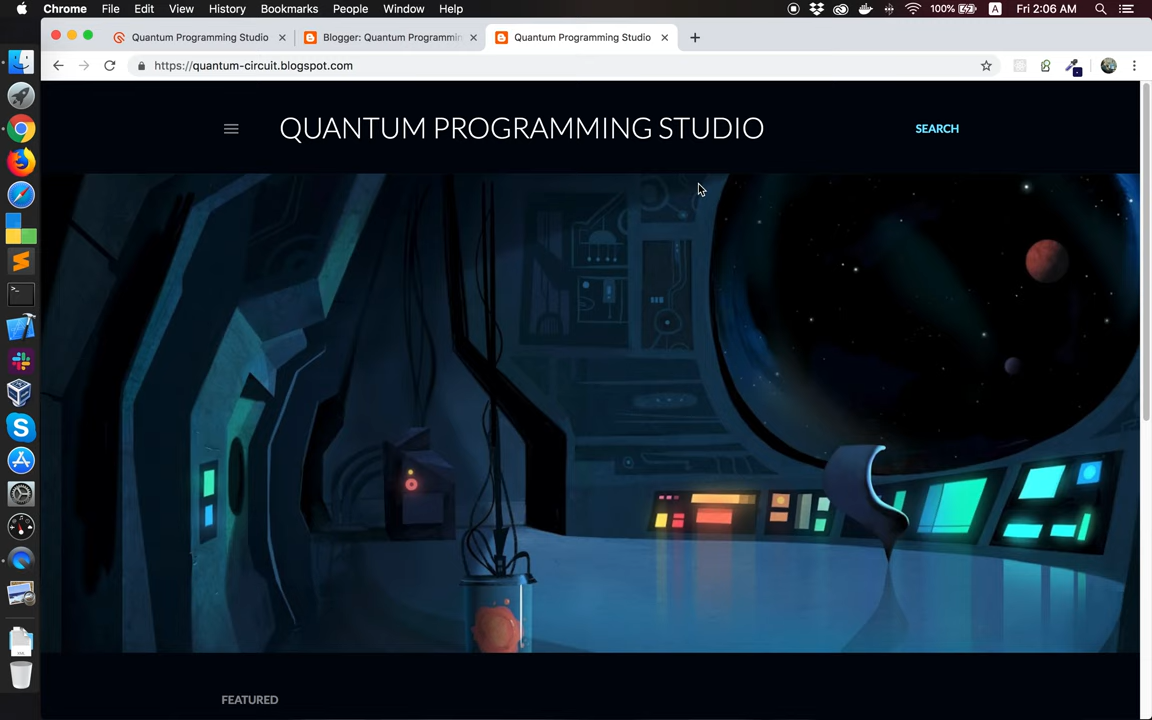 Chrome File Edit View History Bookmarks People Window Help 100% A Fri 2:06 AM
Quantum Programming Studio
Blogger: Quantum Programmin
Quantum Programming Studio
https://quantum-circuit.blogspot.com
QUANTUM PROGRAMMING STUDIO
SEARCH
FEATURED